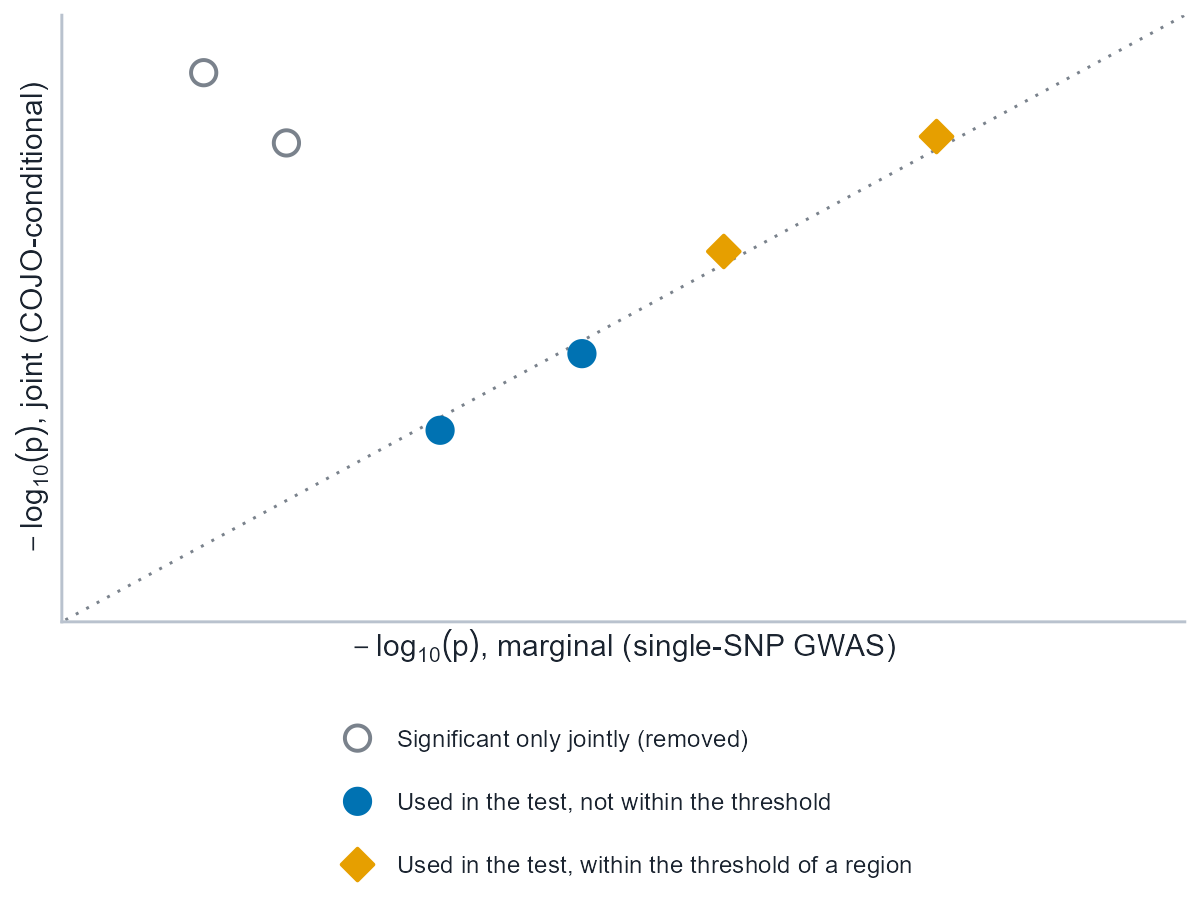 − log₁₀(p), joint (COJO-conditional)
− log₁₀(p), marginal (single-SNP GWAS)
Significant only jointly (removed)
Used in the test, not within the threshold
Used in the test, within the threshold of a region